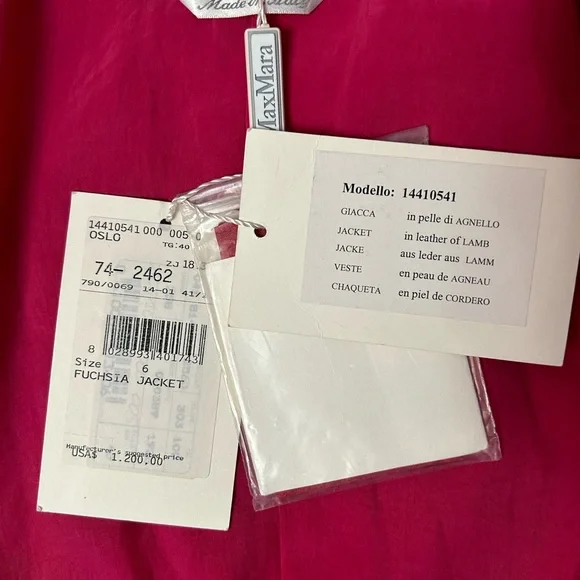 Made in Italy
MaxMara
Modello: 14410541
GIACCA in pelle di AGNELLO
JACKET in leather of LAMB
JACKE aus leder aus LAMM
VESTE en peau de AGNEAU
CHAQUETA en piel de CORDERO
14410541 000 005
OSLO
TG:40
ZJ 18.
74- 2462
790/0069 14-01 41/
8 028993 401743
Size 6
FUCHSIA JACKET
Manufacturer's suggested price
USA$ 1.200.00